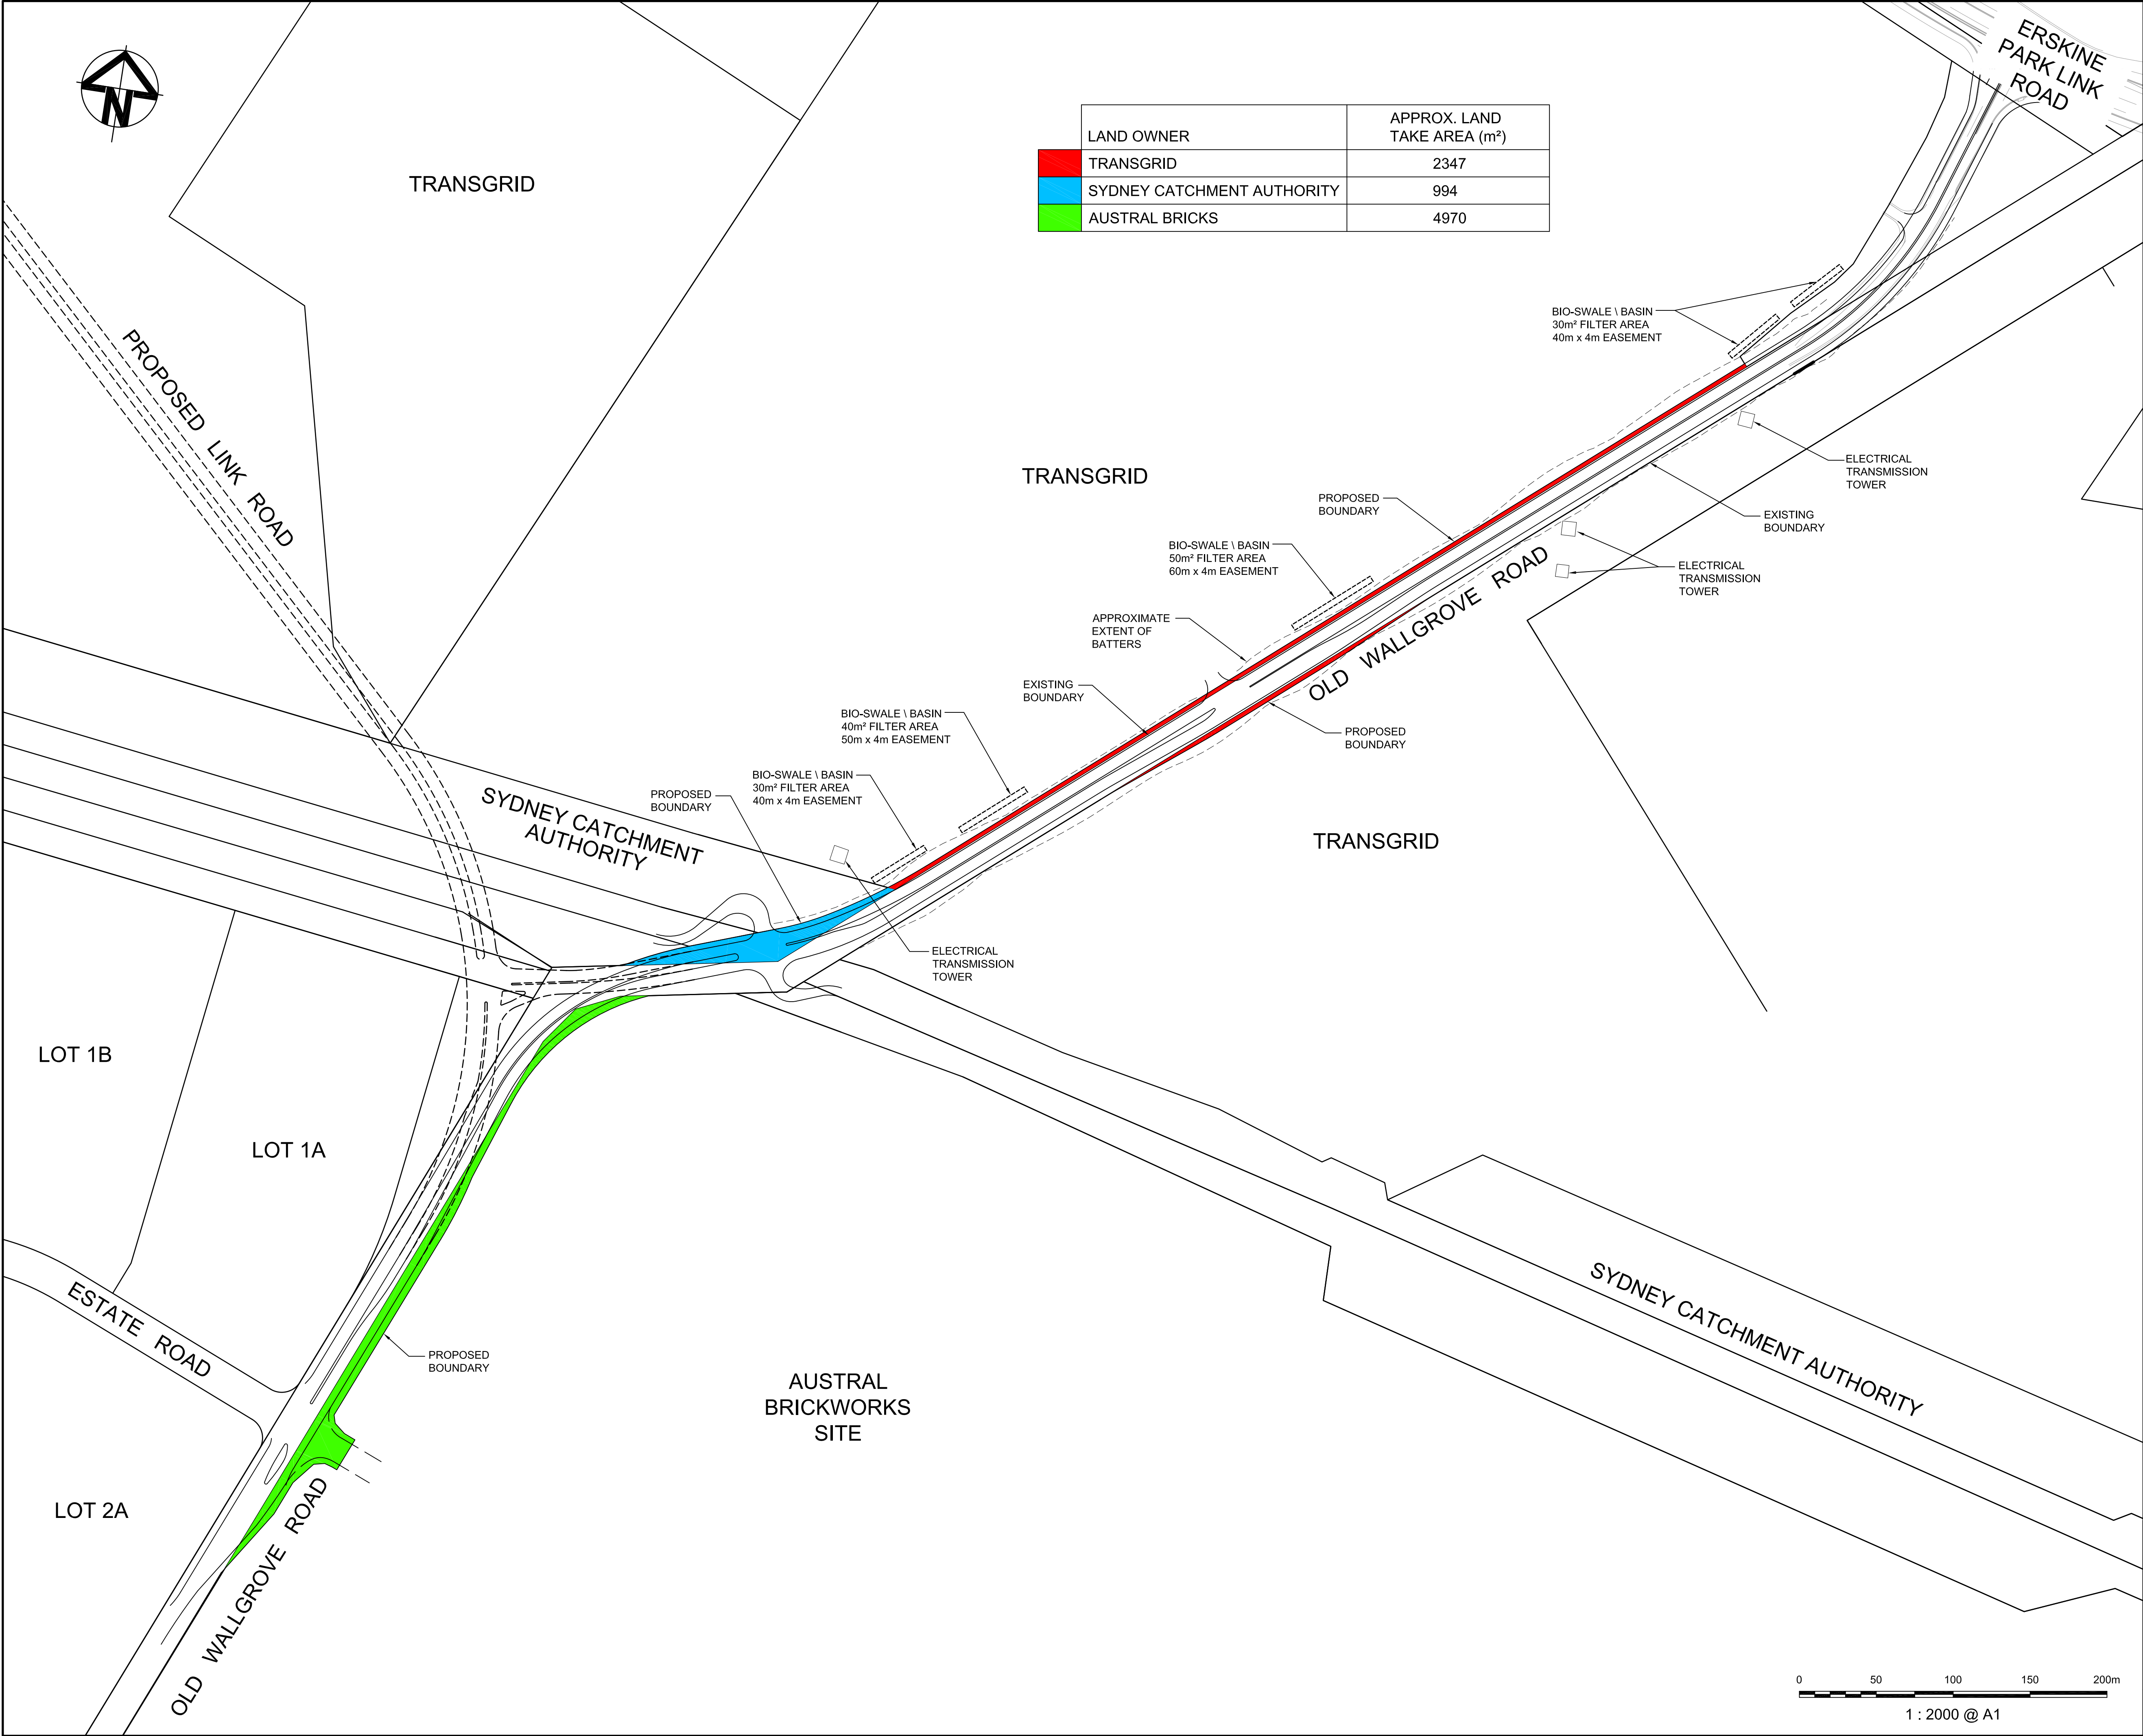 ERSKINE
PARK LINK
ROAD
N
LAND OWNER
APPROX. LAND
TAKE AREA (m²)
TRANSGRID 2347
SYDNEY CATCHMENT AUTHORITY 994
AUSTRAL BRICKS 4970
TRANSGRID
PROPOSED LINK ROAD
BIO-SWALE \ BASIN
30m² FILTER AREA
40m x 4m EASEMENT
TRANSGRID
ELECTRICAL
TRANSMISSION
TOWER
PROPOSED
BOUNDARY
EXISTING
BOUNDARY
BIO-SWALE \ BASIN
50m² FILTER AREA
60m x 4m EASEMENT
ELECTRICAL
TRANSMISSION
TOWER
OLD WALLGROVE ROAD
APPROXIMATE
EXTENT OF
BATTERS
EXISTING
BOUNDARY
PROPOSED
BOUNDARY
BIO-SWALE \ BASIN
40m² FILTER AREA
50m x 4m EASEMENT
BIO-SWALE \ BASIN
30m² FILTER AREA
40m x 4m EASEMENT
PROPOSED
BOUNDARY
SYDNEY CATCHMENT
AUTHORITY
TRANSGRID
ELECTRICAL
TRANSMISSION
TOWER
LOT 1B
LOT 1A
ESTATE ROAD
PROPOSED
BOUNDARY
AUSTRAL
BRICKWORKS
SITE
SYDNEY CATCHMENT AUTHORITY
LOT 2A
OLD WALLGROVE ROAD
0 50 100 150 200m
1 : 2000 @ A1